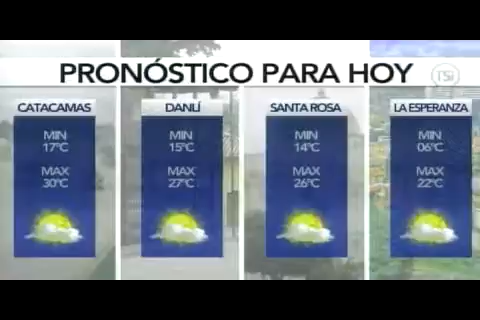 PRONÓSTICO PARA HOY
TSi
CATACAMAS
MIN
17°C
MAX
30°C
DANLÍ
MIN
15°C
MAX
27°C
SANTA ROSA
MIN
14°C
MAX
26°C
LA ESPERANZA
MIN
06°C
MAX
22°C